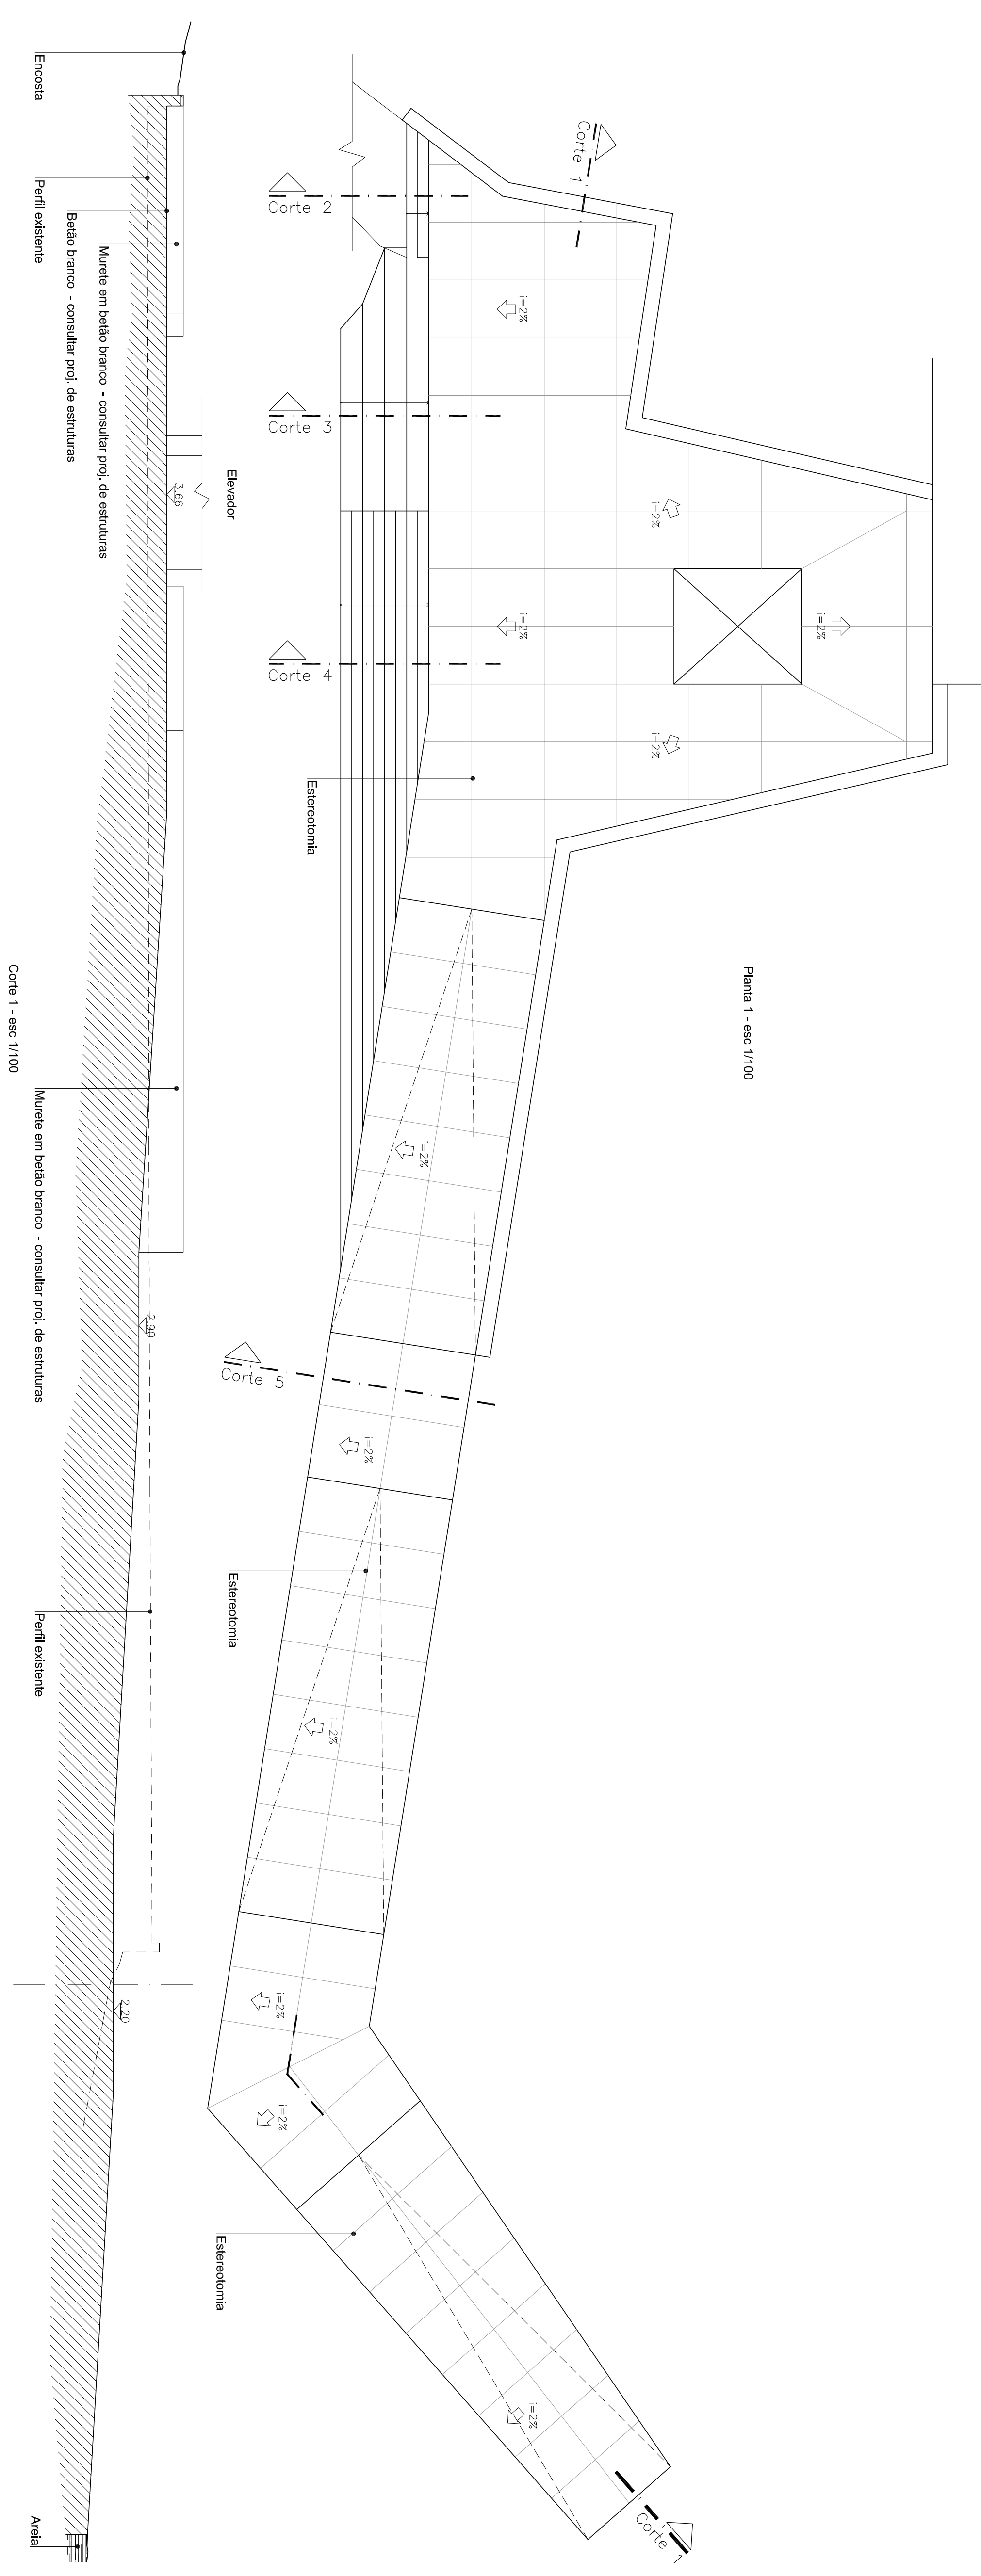 Planta 1 - esc 1/100
Corte 1
Corte 2
Corte 3
Corte 4
Corte 5
Corte 1
i=2%
i=2%
i=2%
i=2%
i=2%
i=2%
i=2%
i=2%
i=2%
i=2%
i=2%
Estereotomia
Estereotomia
Estereotomia
Elevador
3,66
2,90
2,20
Encosta
Perfil existente
Betão branco - consultar proj. de estruturas
Murete em betão branco - consultar proj. de estruturas
Murete em betão branco - consultar proj. de estruturas
Perfil existente
Areia
Corte 1 - esc 1/100